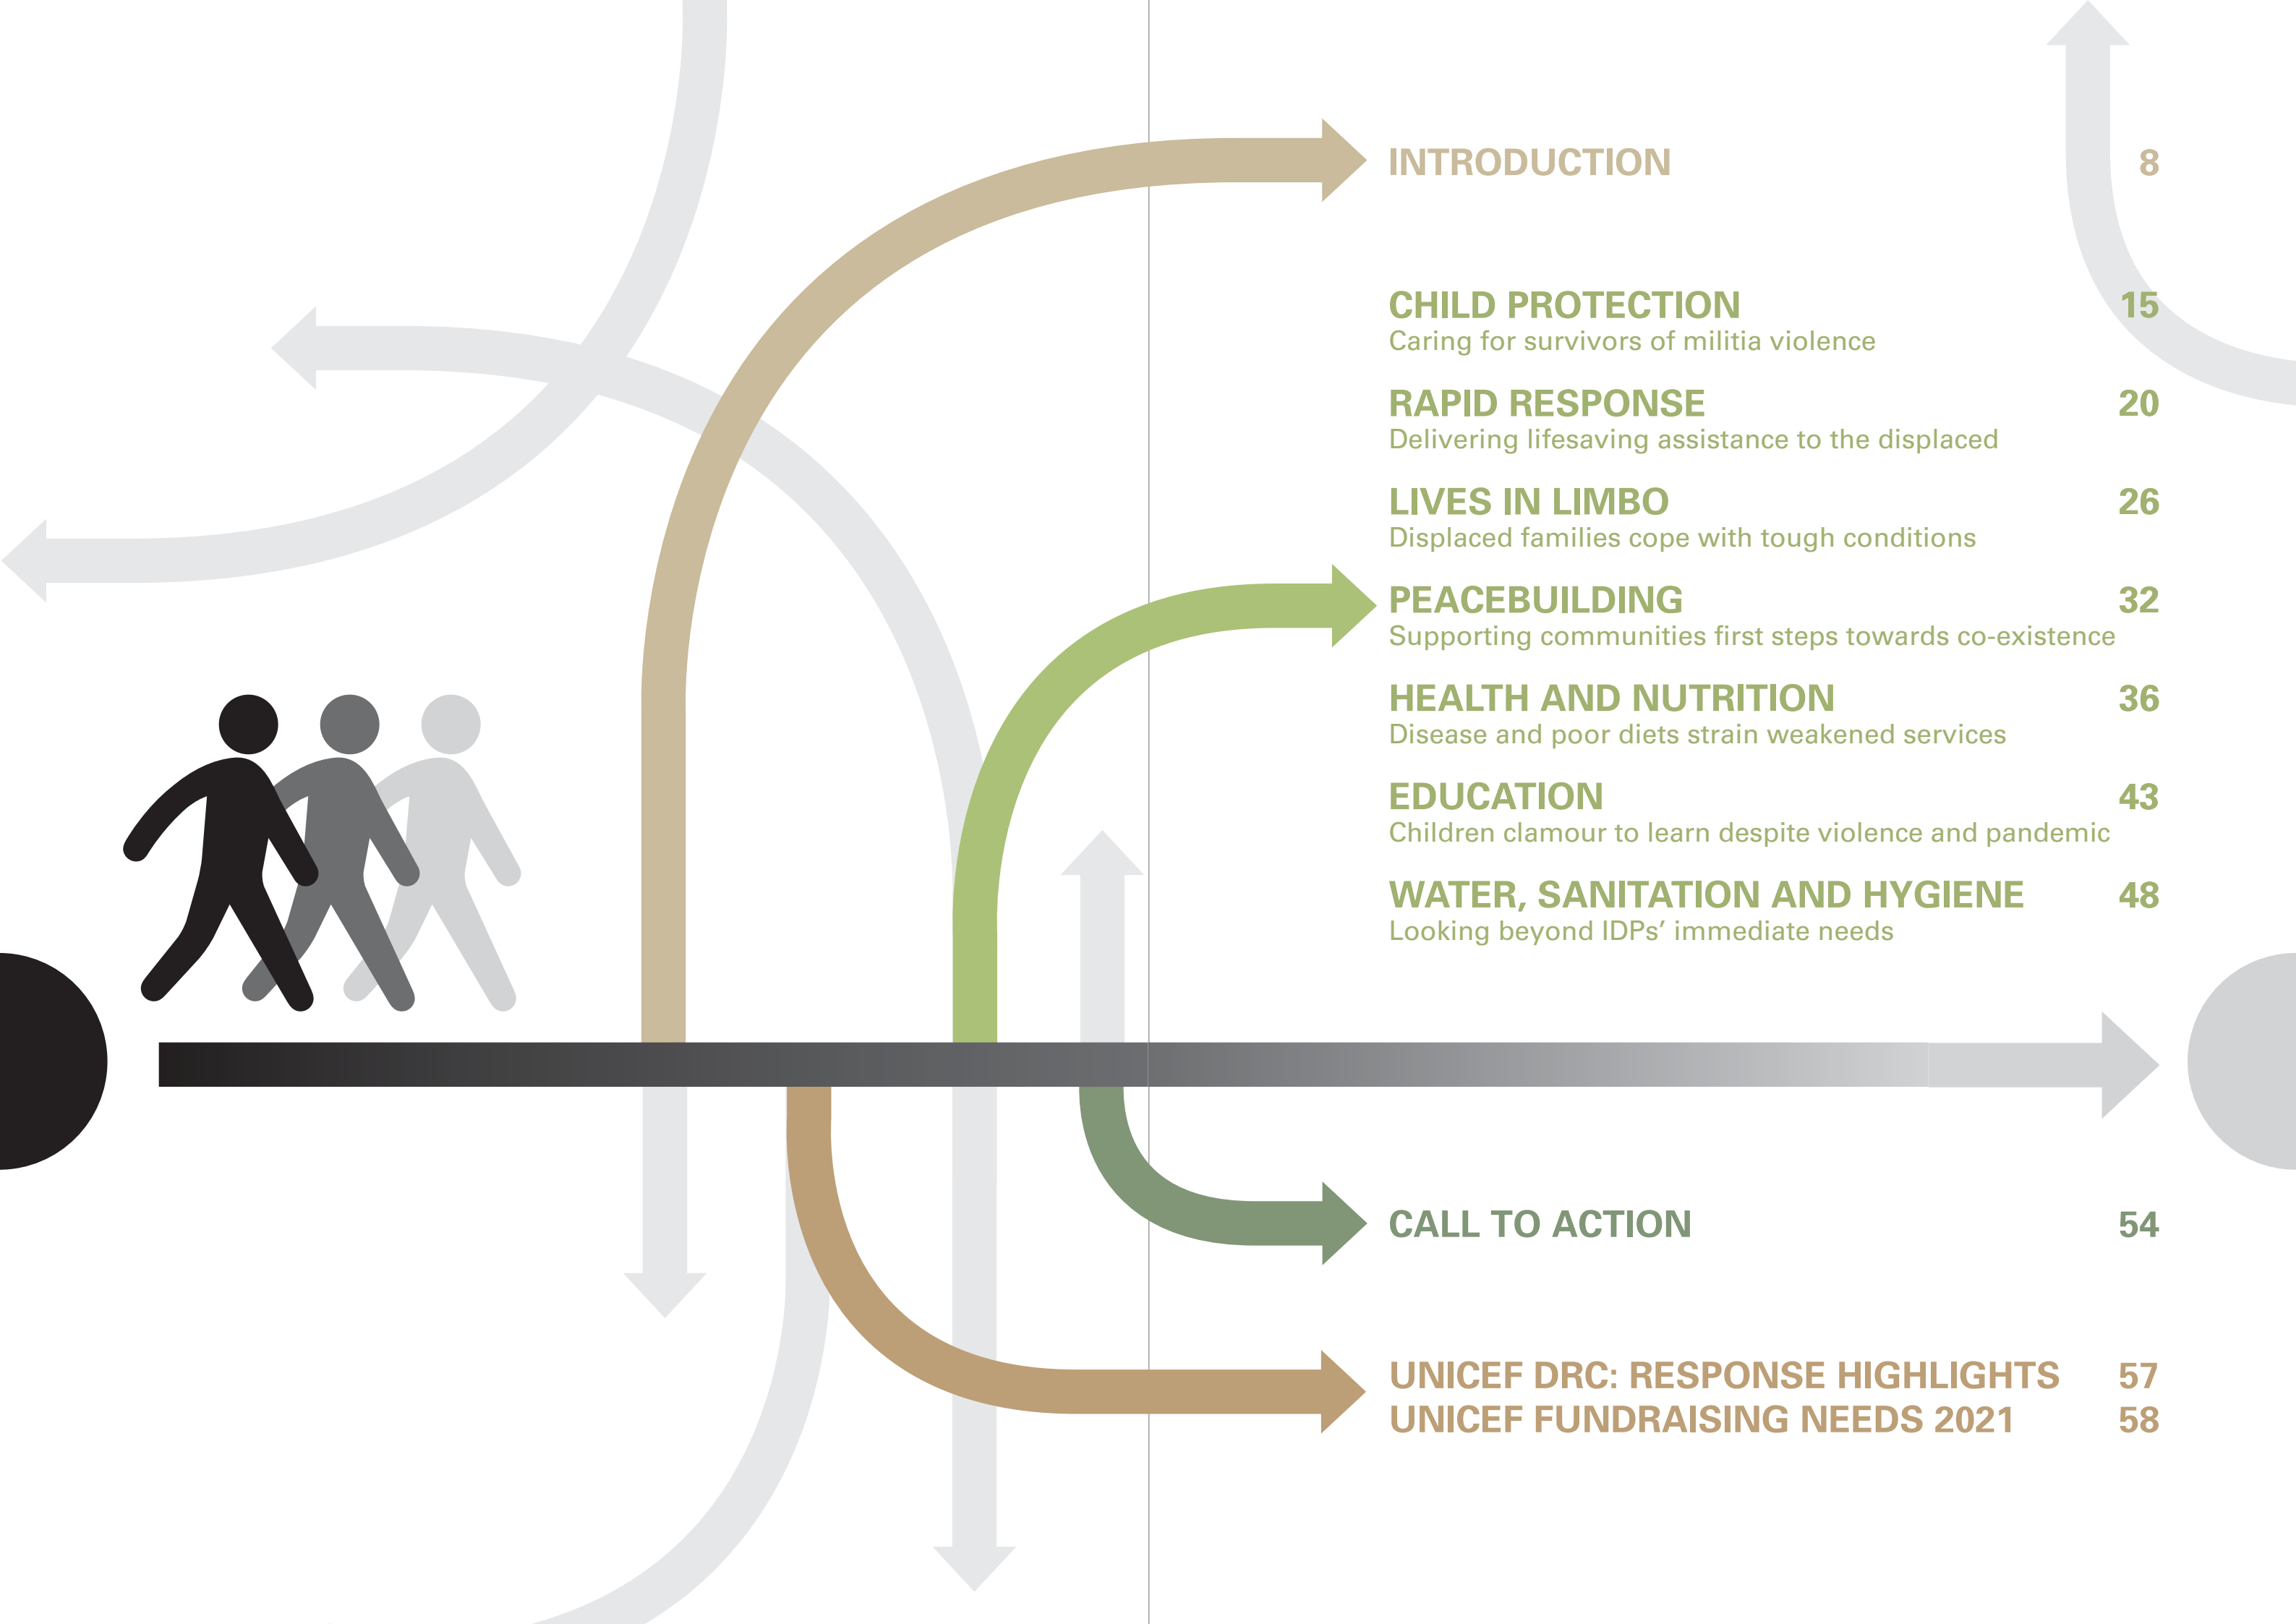 INTRODUCTION 8
CHILD PROTECTION 15
Caring for survivors of militia violence
RAPID RESPONSE 20
Delivering lifesaving assistance to the displaced
LIVES IN LIMBO 26
Displaced families cope with tough conditions
PEACEBUILDING 32
Supporting communities first steps towards co-existence
HEALTH AND NUTRITION 36
Disease and poor diets strain weakened services
EDUCATION 43
Children clamour to learn despite violence and pandemic
WATER, SANITATION AND HYGIENE 48
Looking beyond IDPs’ immediate needs
CALL TO ACTION 54
UNICEF DRC: RESPONSE HIGHLIGHTS 57
UNICEF FUNDRAISING NEEDS 2021 58